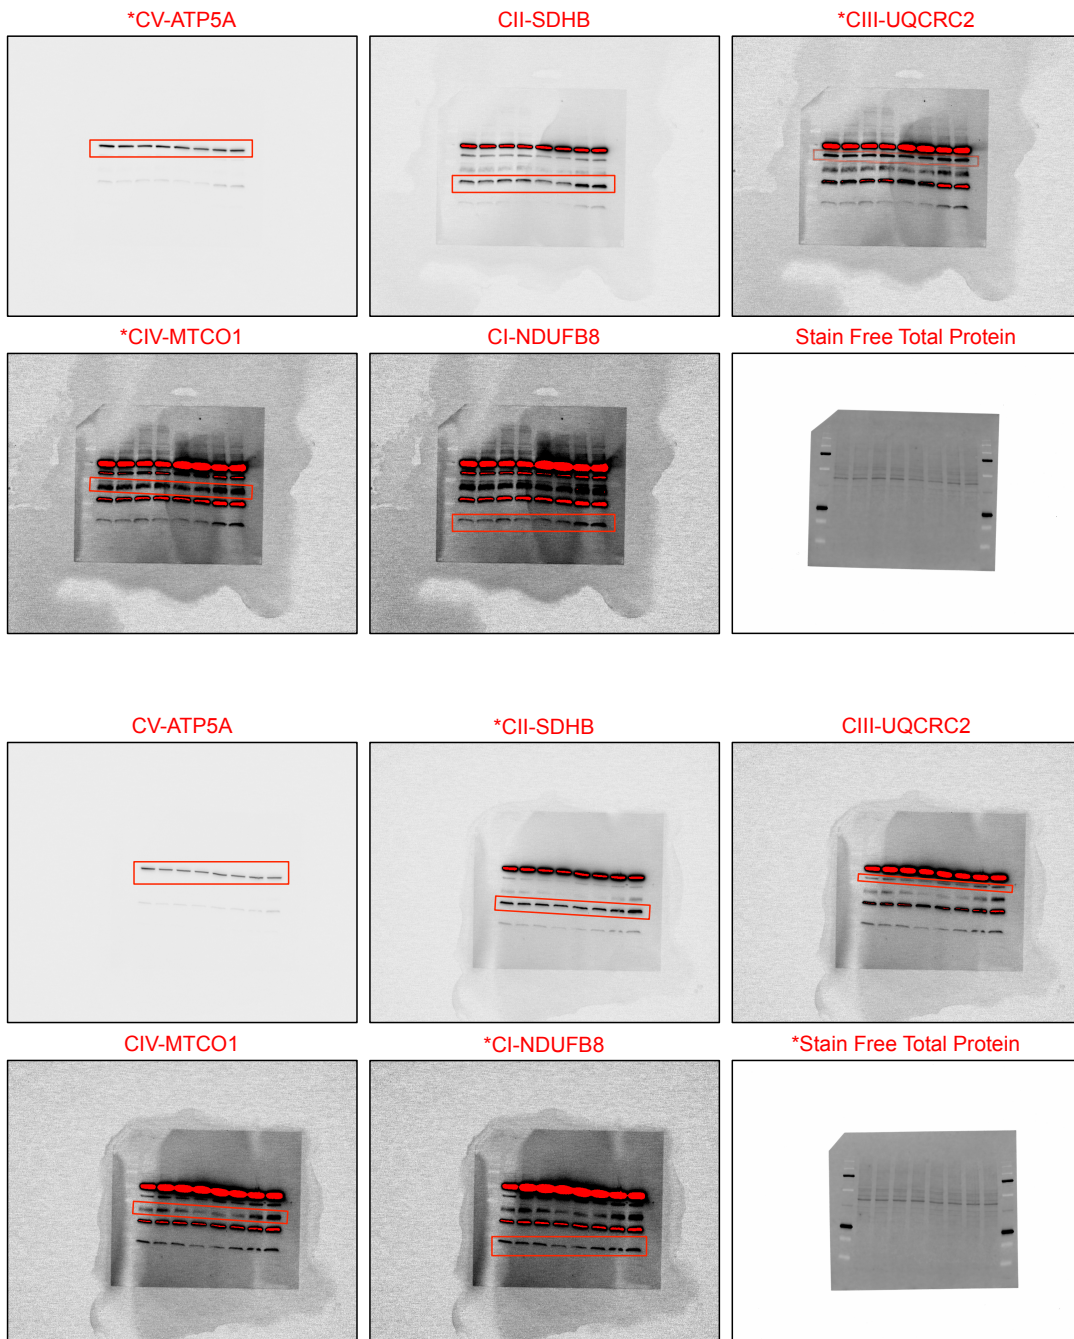 *CV-ATP5A
CII-SDHB
*CIII-UQCRC2
*CIV-MTCO1
CI-NDUFB8
Stain Free Total Protein
CV-ATP5A
*CII-SDHB
CIII-UQCRC2
CIV-MTCO1
*CI-NDUFB8
*Stain Free Total Protein